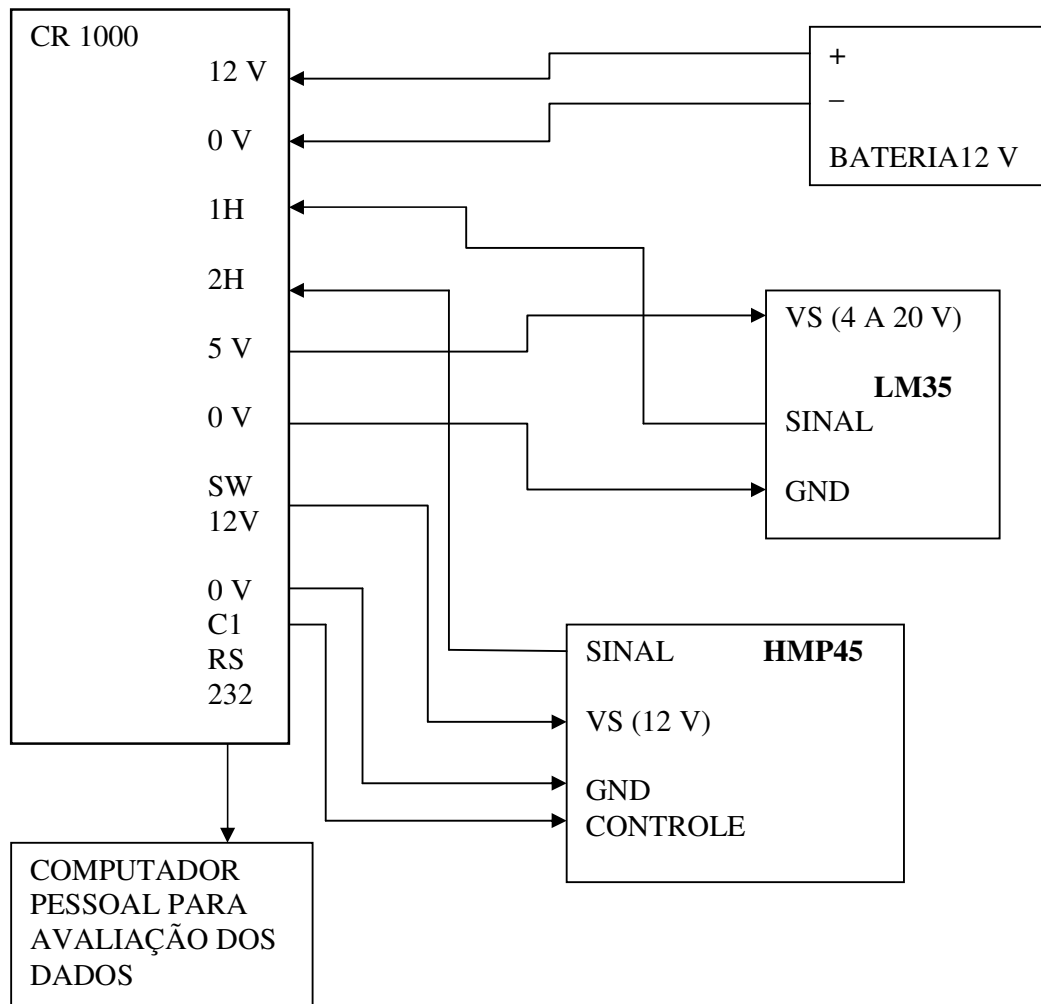 CR 1000
12 V
0 V
1H
2H
5 V
0 V
SW
12V
0 V
C1
RS
232
+
–
BATERIA12 V
VS (4 A 20 V)
LM35
SINAL
GND
SINAL HMP45
VS (12 V)
GND
CONTROLE
COMPUTADOR
PESSOAL PARA
AVALIAÇÃO DOS
DADOS